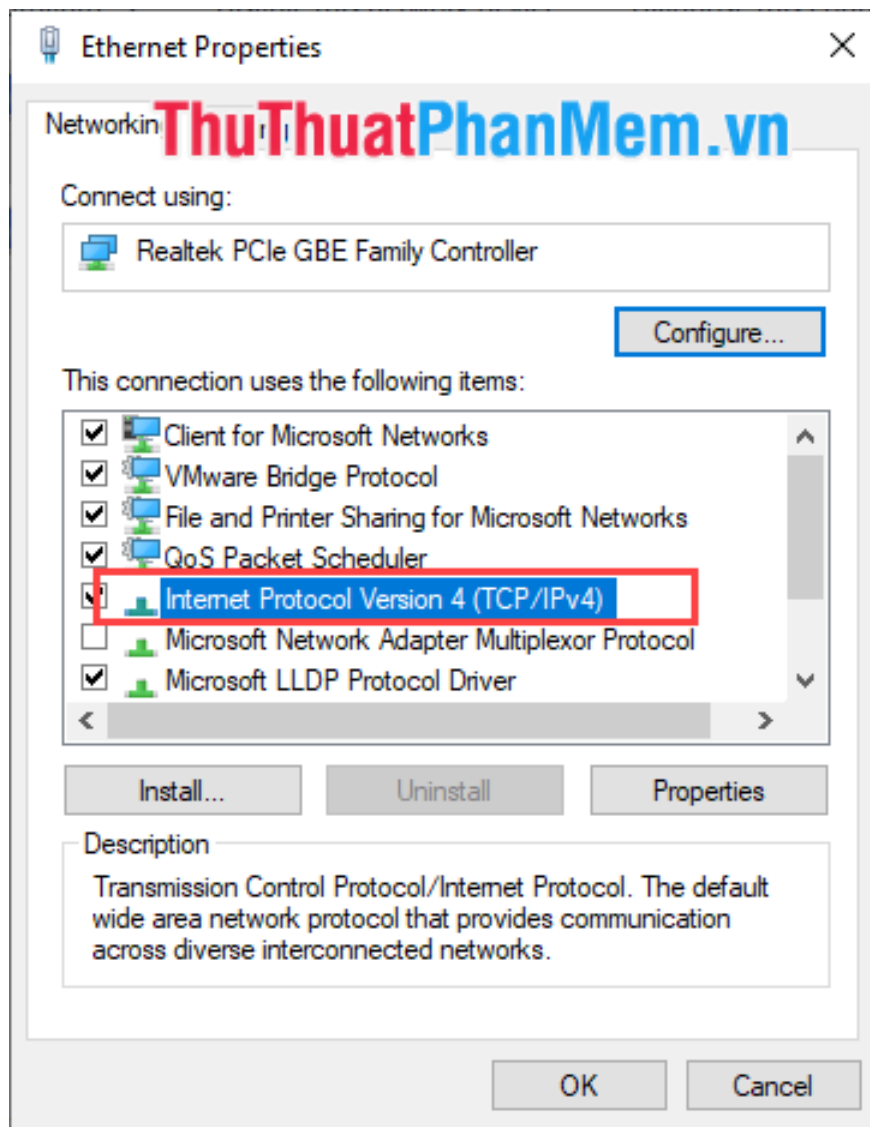 Ethernet Properties
Networkin
ThuThuatPhanMem.vn
Connect using:
Realtek PCIe GBE Family Controller
Configure...
This connection uses the following items:
Client for Microsoft Networks
VMware Bridge Protocol
File and Printer Sharing for Microsoft Networks
QoS Packet Scheduler
Internet Protocol Version 4 (TCP/IPv4)
Microsoft Network Adapter Multiplexor Protocol
Microsoft LLDP Protocol Driver
Install...
Uninstall
Properties
Description
Transmission Control Protocol/Internet Protocol. The default
wide area network protocol that provides communication
across diverse interconnected networks.
OK
Cancel